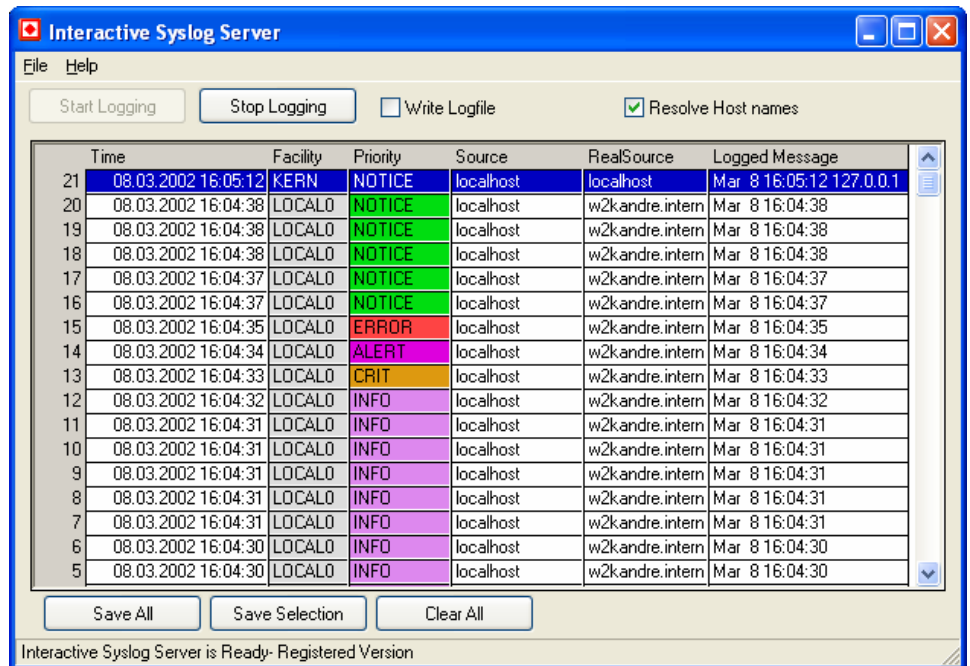 Interactive Syslog Server
File Help
Start Logging Stop Logging Write Logfile Resolve Host names
Time Facility Priority Source RealSource Logged Message
21 08.03.2002 16:05:12 KERN NOTICE localhost localhost Mar 8 16:05:12 127.0.0.1
20 08.03.2002 16:04:38 LOCAL0 NOTICE localhost w2kandre.intern Mar 8 16:04:38
19 08.03.2002 16:04:38 LOCAL0 NOTICE localhost w2kandre.intern Mar 8 16:04:38
18 08.03.2002 16:04:38 LOCAL0 NOTICE localhost w2kandre.intern Mar 8 16:04:38
17 08.03.2002 16:04:37 LOCAL0 NOTICE localhost w2kandre.intern Mar 8 16:04:37
16 08.03.2002 16:04:37 LOCAL0 NOTICE localhost w2kandre.intern Mar 8 16:04:37
15 08.03.2002 16:04:35 LOCAL0 ERROR localhost w2kandre.intern Mar 8 16:04:35
14 08.03.2002 16:04:34 LOCAL0 ALERT localhost w2kandre.intern Mar 8 16:04:34
13 08.03.2002 16:04:33 LOCAL0 CRIT localhost w2kandre.intern Mar 8 16:04:33
12 08.03.2002 16:04:32 LOCAL0 INFO localhost w2kandre.intern Mar 8 16:04:32
11 08.03.2002 16:04:31 LOCAL0 INFO localhost w2kandre.intern Mar 8 16:04:31
10 08.03.2002 16:04:31 LOCAL0 INFO localhost w2kandre.intern Mar 8 16:04:31
9 08.03.2002 16:04:31 LOCAL0 INFO localhost w2kandre.intern Mar 8 16:04:31
8 08.03.2002 16:04:31 LOCAL0 INFO localhost w2kandre.intern Mar 8 16:04:31
7 08.03.2002 16:04:31 LOCAL0 INFO localhost w2kandre.intern Mar 8 16:04:31
6 08.03.2002 16:04:30 LOCAL0 INFO localhost w2kandre.intern Mar 8 16:04:30
5 08.03.2002 16:04:30 LOCAL0 INFO localhost w2kandre.intern Mar 8 16:04:30
Save All Save Selection Clear All
Interactive Syslog Server is Ready- Registered Version